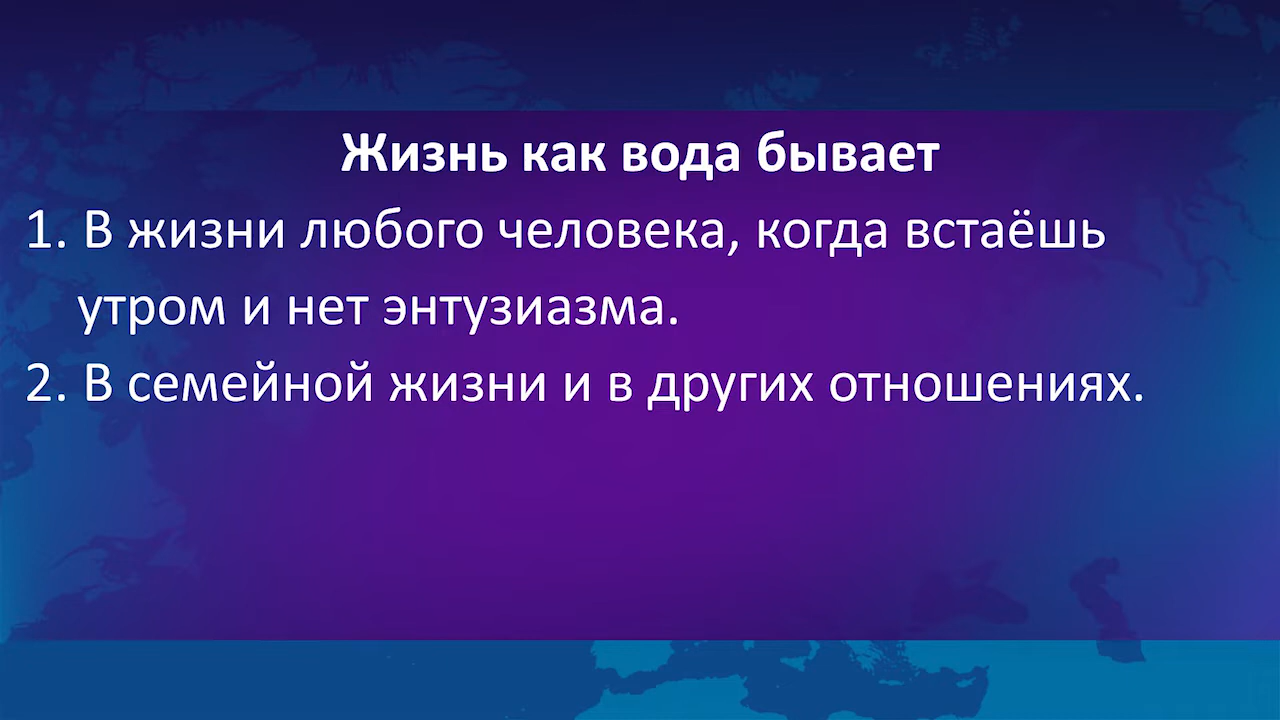 Жизнь как вода бывает
1. В жизни любого человека, когда встаёшь
утром и нет энтузиазма.
2. В семейной жизни и в других отношениях.